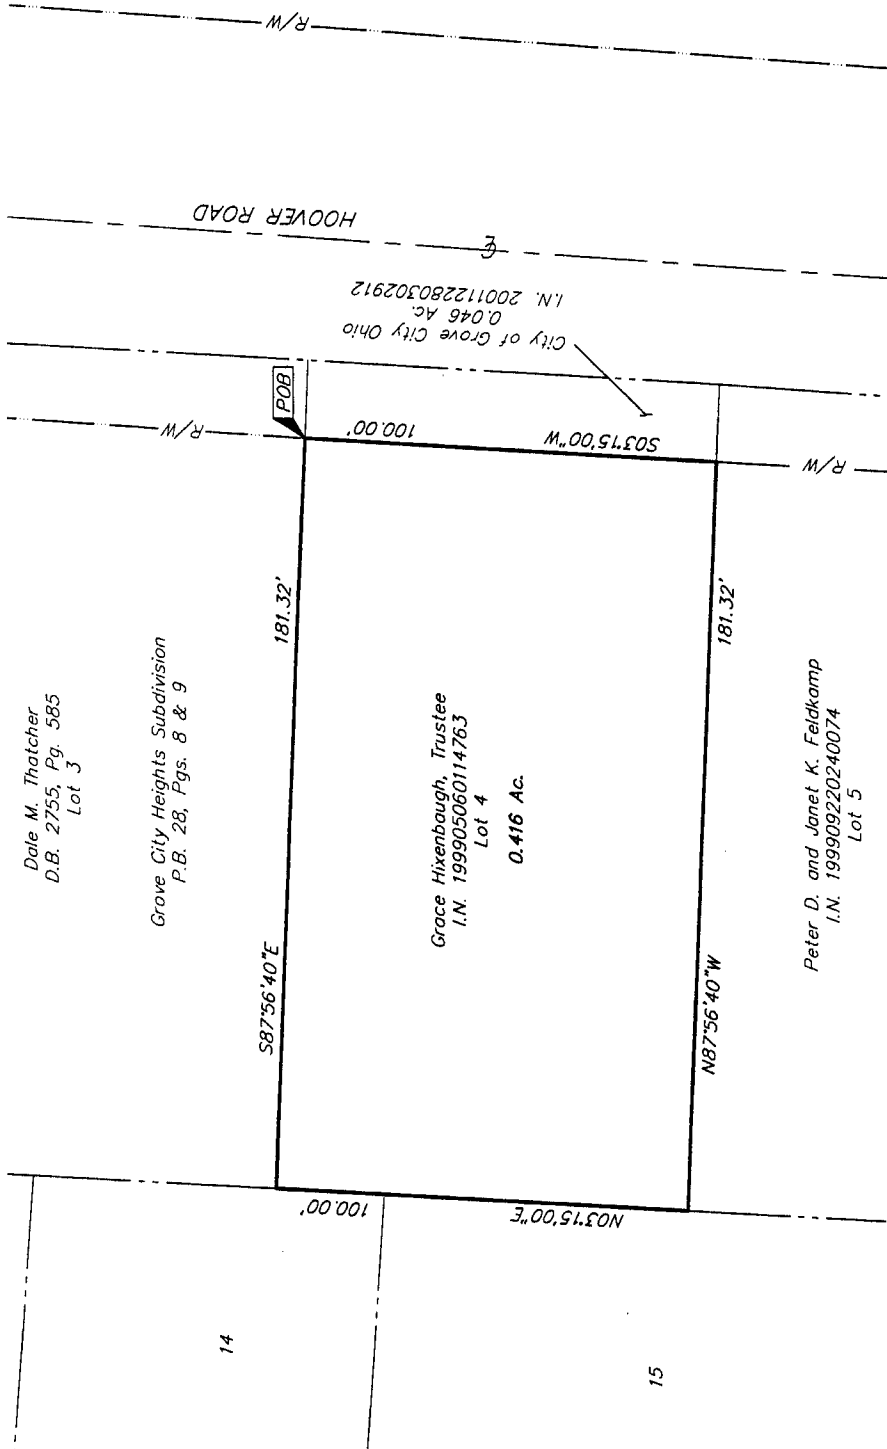 R/W
HOOVER ROAD
℄
City of Grove City Ohio
0.046 Ac.
I.N. 200112280302912
R/W
POB
100.00'
S03°15'00"W
R/W
Dale M. Thatcher
D.B. 2755, Pg. 585
Lot 3
Grove City Heights Subdivision
P.B. 28, Pgs. 8 & 9
S87°56'40"E
181.32'
Grace Hixenbaugh, Trustee
I.N. 199905060114763
Lot 4
0.416 Ac.
N87°56'40"W
181.32'
Peter D. and Janet K. Feldkamp
I.N. 199909220240074
Lot 5
100.00'
N03°15'00"E
14
15